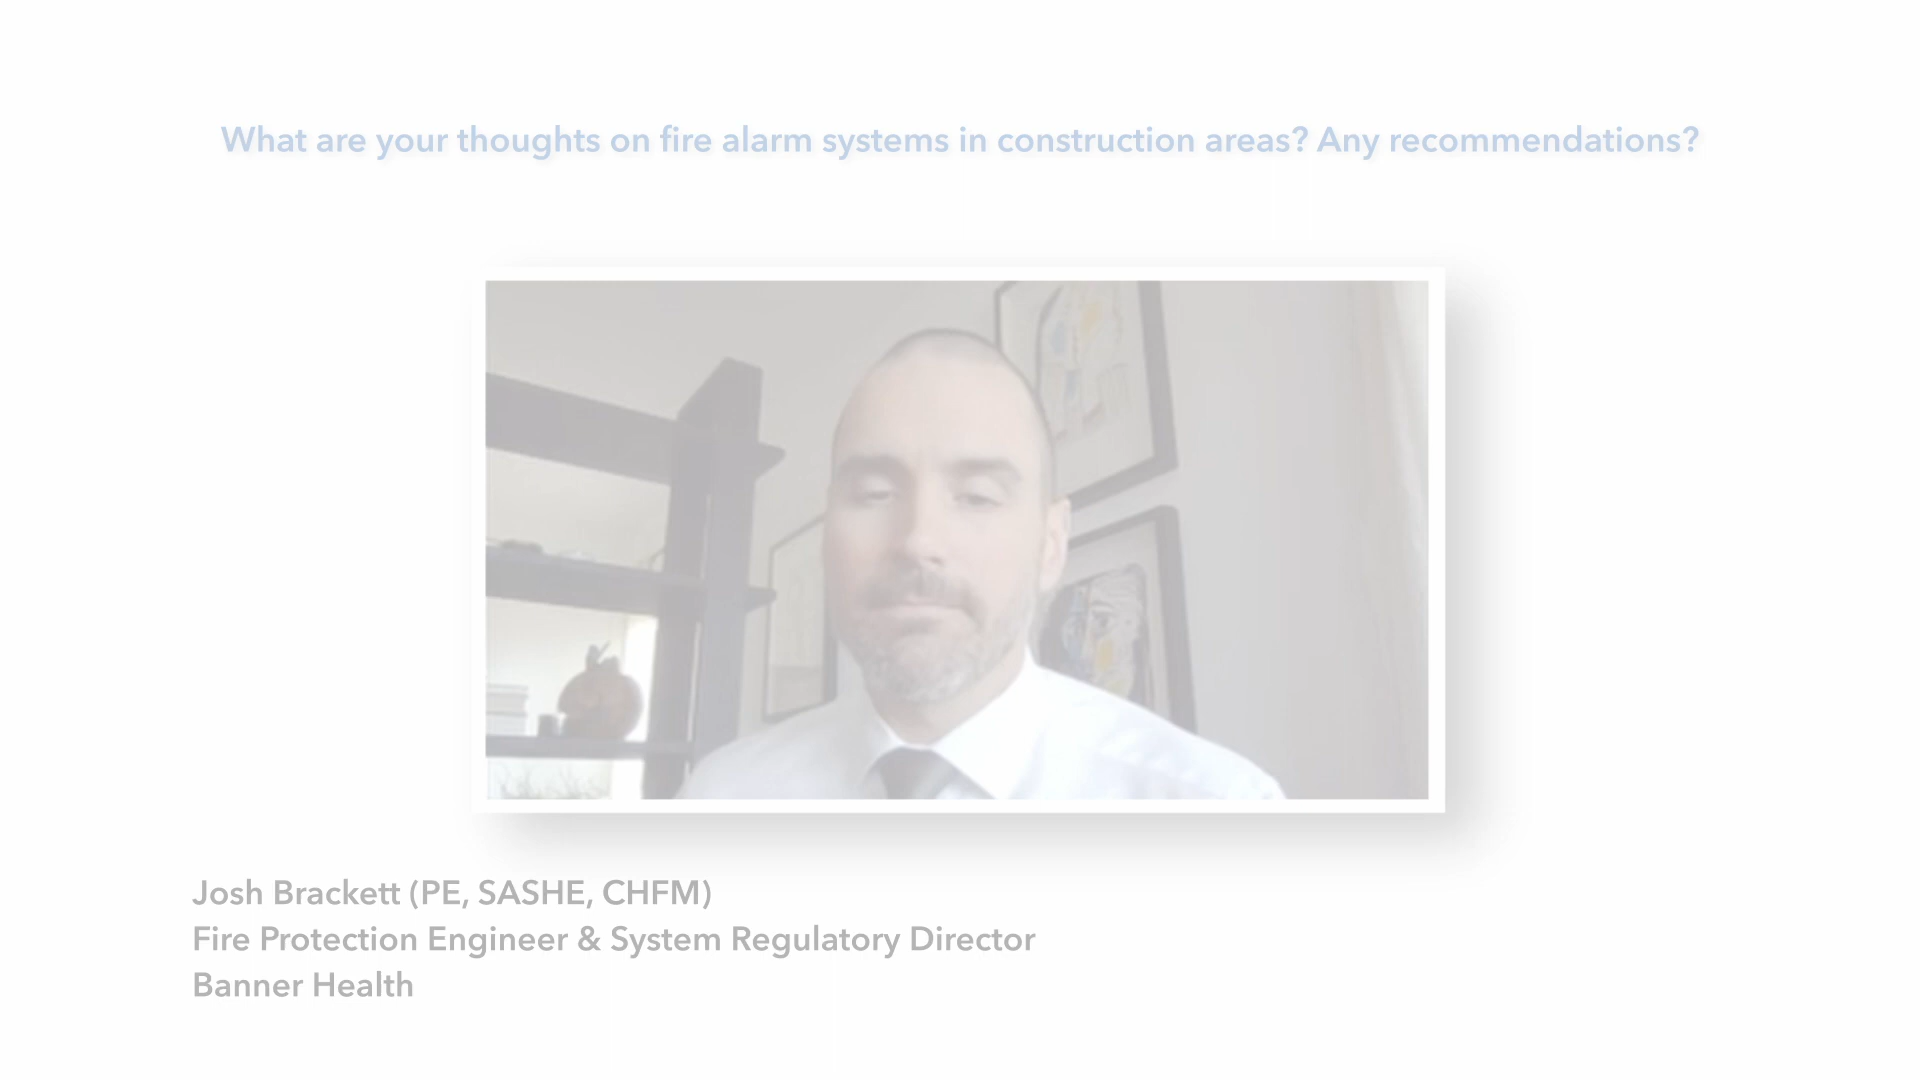 What are your thoughts on fire alarm systems in construction areas? Any recommendations?
Josh Brackett (PE, SASHE, CHFM)
Fire Protection Engineer & System Regulatory Director
Banner Health